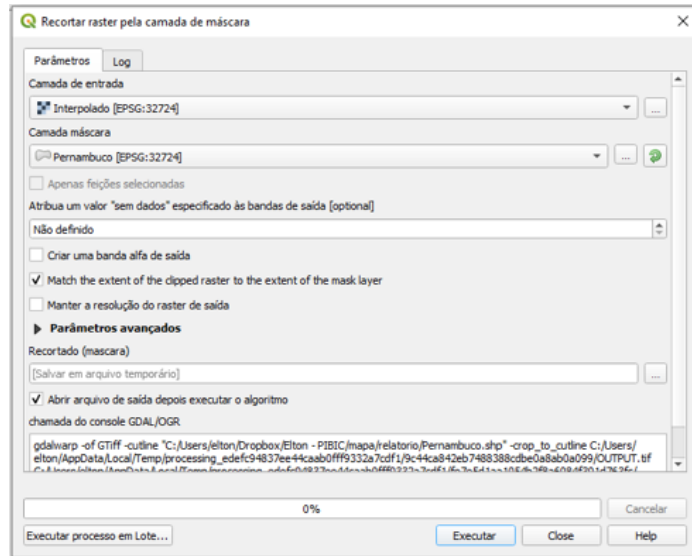 Recortar raster pela camada de máscara
Parâmetros
Log
Camada de entrada
Interpolado [EPSG:32724]
...
Camada máscara
Pernambuco [EPSG:32724]
...
Apenas feições selecionadas
Atribua um valor "sem dados" especificado às bandas de saída [optional]
Não definido
Criar uma banda alfa de saída
Match the extent of the clipped raster to the extent of the mask layer
Manter a resolução do raster de saída
Parâmetros avançados
Recortado (mascara)
[Salvar em arquivo temporário]
...
Abrir arquivo de saída depois executar o algoritmo
chamada do console GDAL/OGR
gdalwarp -of GTiff -cutline "C:/Users/elton/Dropbox/Elton - PIBIC/mapa/relatorio/Pernambuco.shp" -crop_to_cutline C:/Users/
elton/AppData/Local/Temp/processing_edefc94837ee44caab0fff9332a7cdf1/9c44ca842eb7488388cdbe0a8ab0a099/OUTPUT.tif
0%
Cancelar
Executar processo em Lote...
Executar
Close
Help